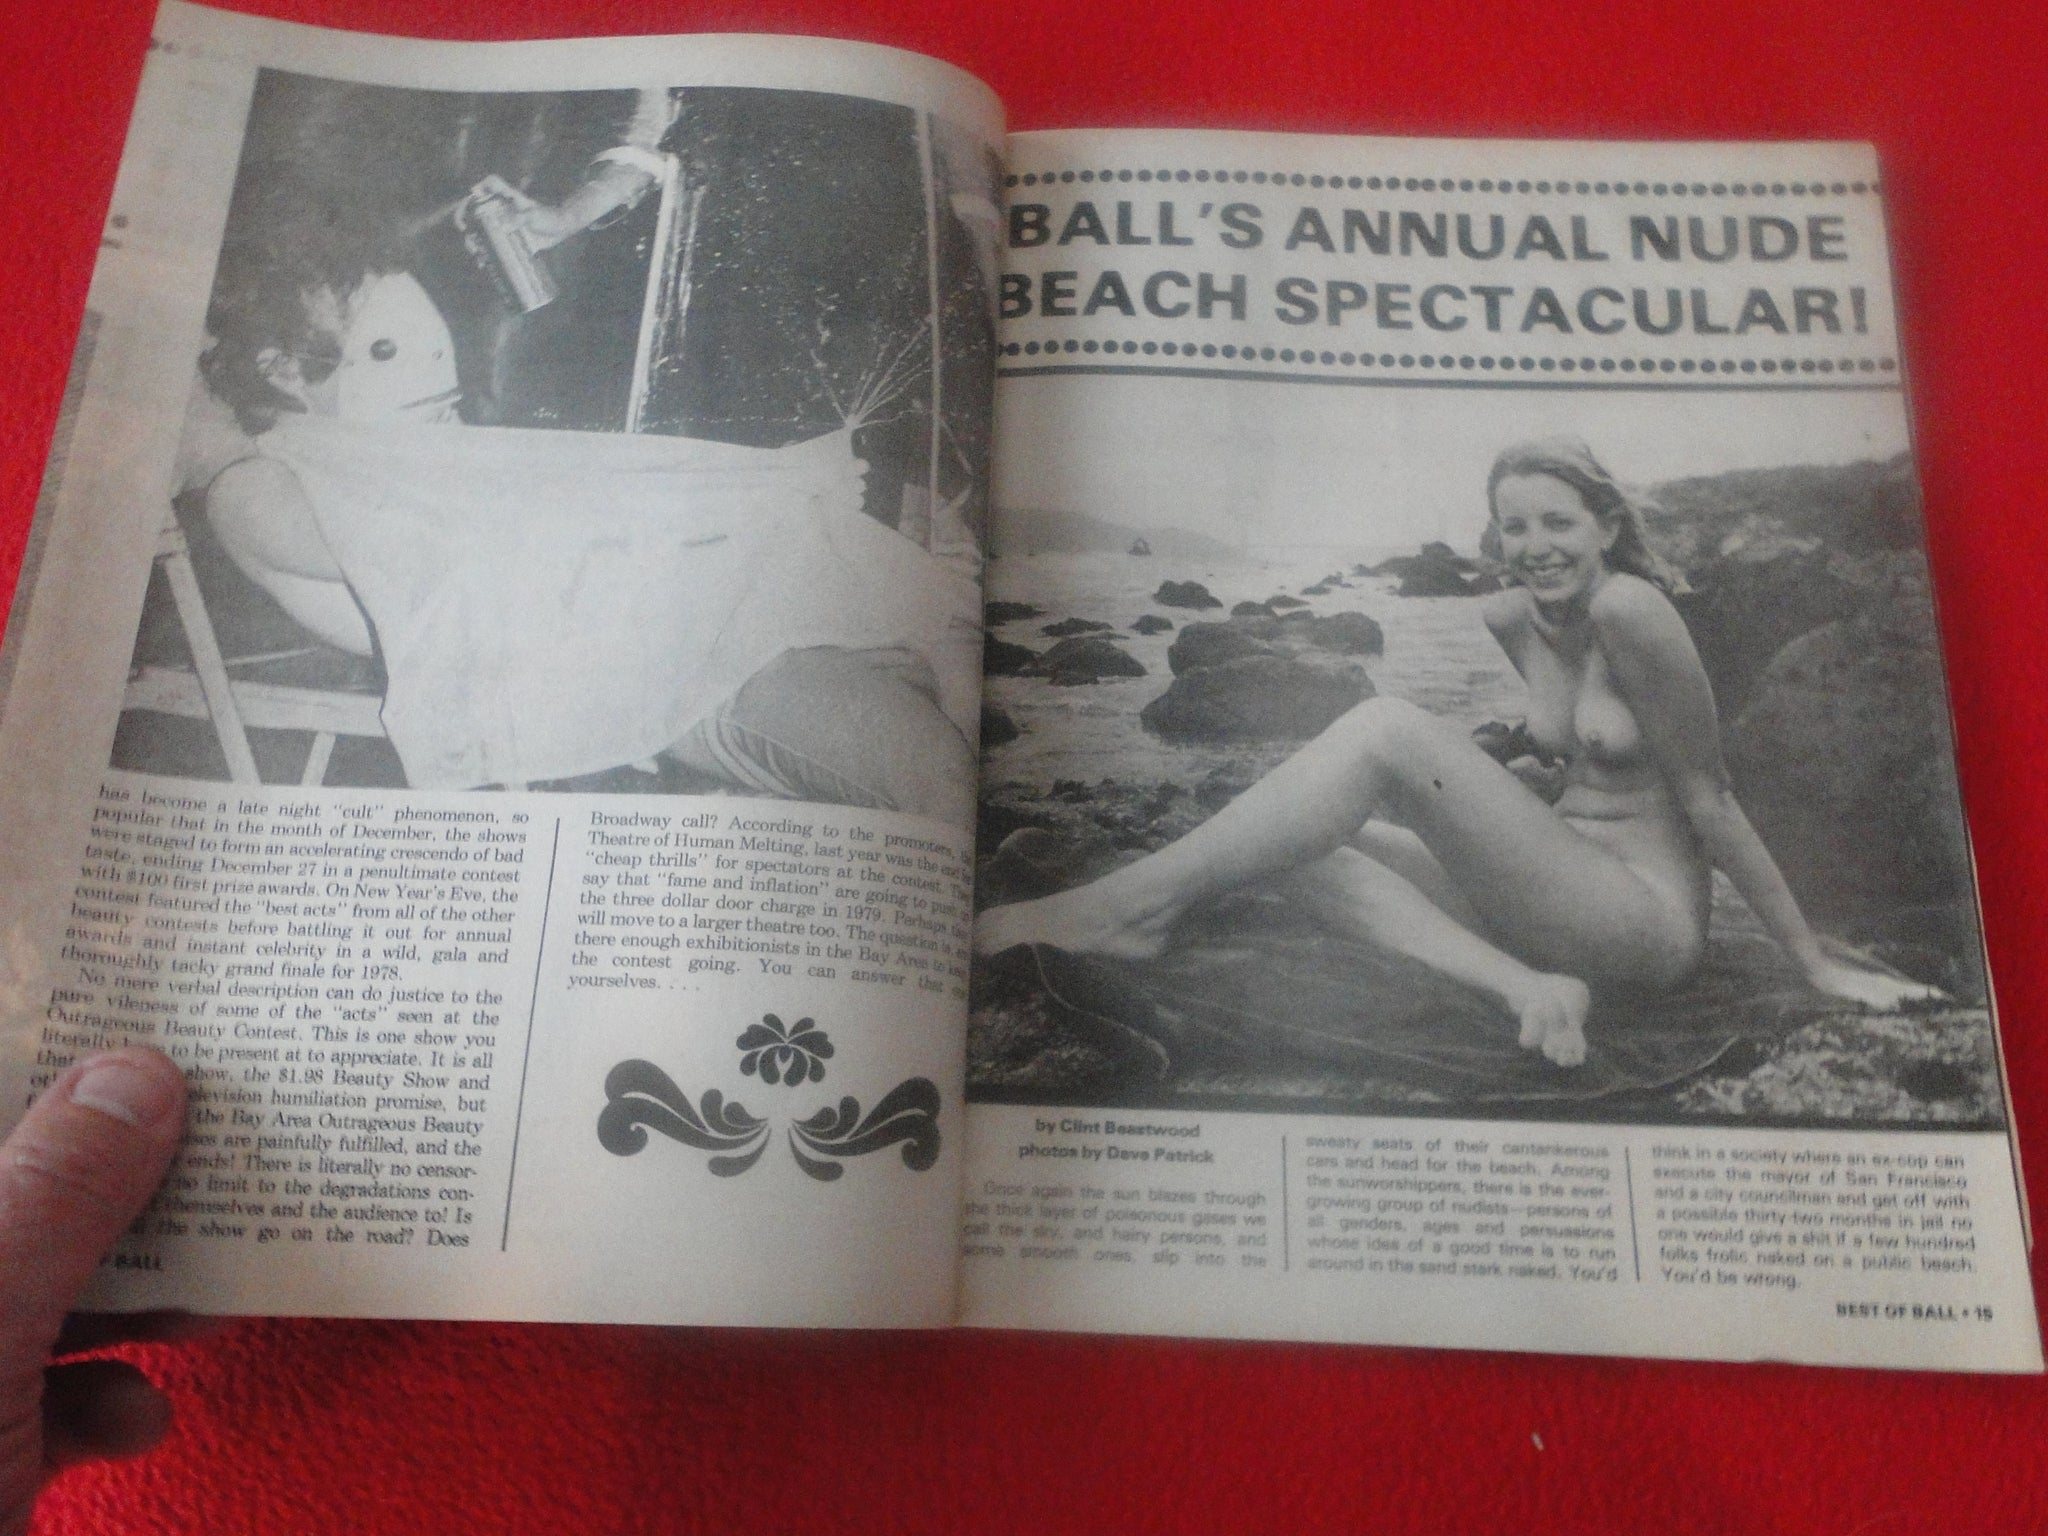 has become a late night "cult" phenomenon, so
popular that in the month of December, the shows
were staged to form an accelerating crescendo of bad
taste, ending December 27 in a penultimate contest
with $100 first prize awards. On New Year's Eve, the
contest featured the "best acts" from all of the other
beauty contests before battling it out for annual
awards and instant celebrity in a wild, gala and
thoroughly tacky grand finale for 1978.
No mere verbal description can do justice to the
pure vileness of some of the "acts" seen at the
Outrageous Beauty Contest. This is one show you
literally to be present at to appreciate. It is all
that show, the $1.98 Beauty Show and
humiliation promise, but
the Bay Area Outrageous Beauty
are painfully fulfilled, and the
ends! There is literally no censor-
no limit to the degradations con-
themselves and the audience to! Is
the show go on the road? Does
BALL
Broadway call? According to the promoters,
Theatre of Human Melting, last year was the end
"cheap thrills" for spectators at the contest. They
say that "fame and inflation" are going to push
the three dollar door charge in 1979. Perhaps
will move to a larger theatre too. The question is,
there enough exhibitionists in the Bay Area to
the contest going. You can answer that
yourselves. . . .
BALL'S ANNUAL NUDE
BEACH SPECTACULAR!
by Clint Beastwood
photos by Dave Patrick
Once again the sun blazes through
the thick layer of poisonous gases we
call the sky, and hairy persons, and
some smooth ones, slip into the
sweaty seats of their cantankerous
cars and head for the beach. Among
the sunworshippers, there is the ever-
growing group of nudists—persons of
all genders, ages and persuasions
whose idea of a good time is to run
around in the sand stark naked. You'd
think in a society where an ex-cop can
execute the mayor of San Francisco
and a city councilman and get off with
a possible thirty-two months in jail no
one would give a shit if a few hundred
folks frolic naked on a public beach.
You'd be wrong.
BEST OF BALL • 15